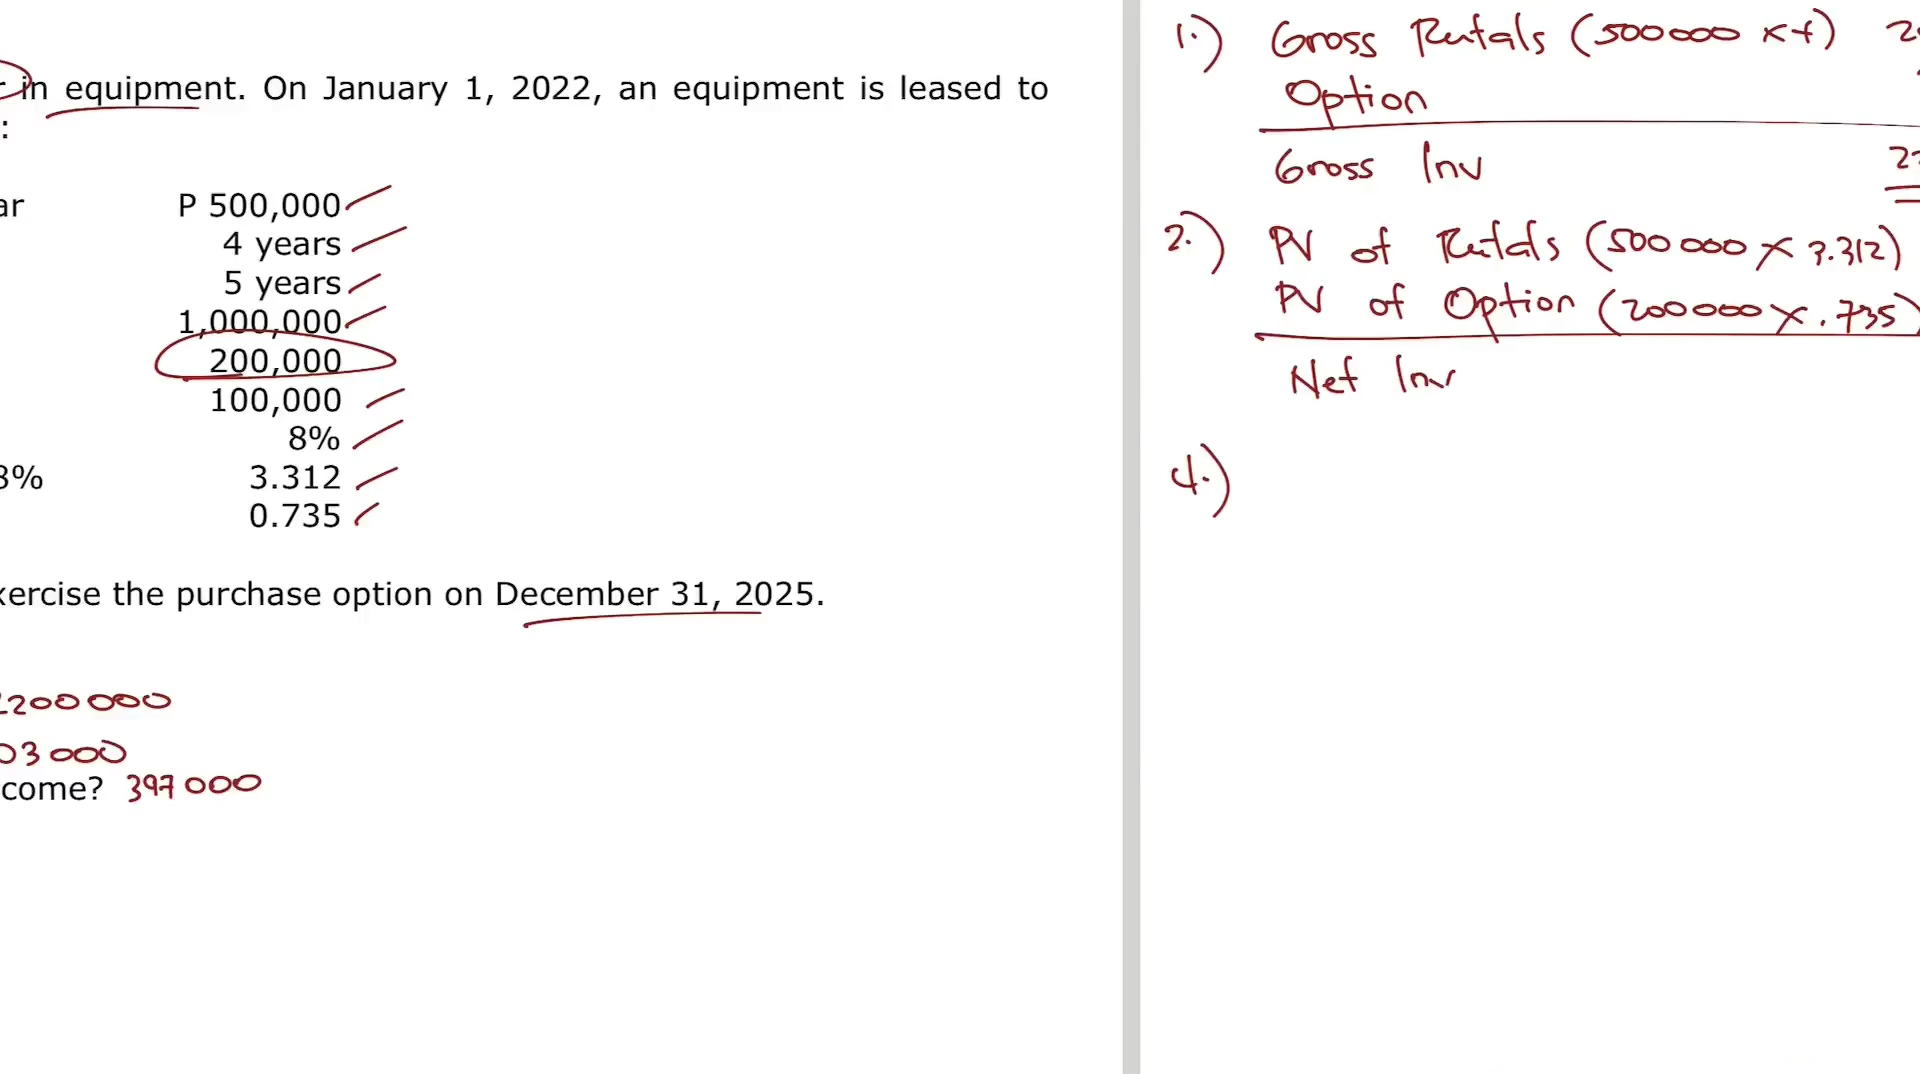 in equipment. On January 1, 2022, an equipment is leased to
:
ar P 500,000
4 years
5 years
1,000,000
200,000
100,000
8%
8% 3.312
0.735
xercise the purchase option on December 31, 2025.
2200000
03000
come? 397000
1.) Gross Rentals (500000 x 4)
Option
Gross Inv
2.) PV of Rentals (500000 x 3.312)
PV of Option (200000 x .735)
Net Inv
4.)